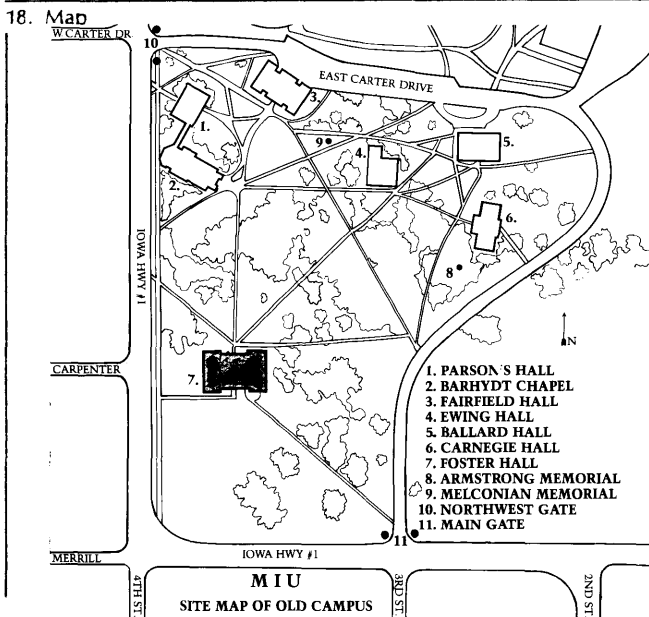 18. Map
W CARTER DR.
10
EAST CARTER DRIVE
3.
1.
9
4.
5.
2.
6.
IOWA HWY #1
8
N
CARPENTER
7.
1. PARSON'S HALL
2. BARHYDT CHAPEL
3. FAIRFIELD HALL
4. EWING HALL
5. BALLARD HALL
6. CARNEGIE HALL
7. FOSTER HALL
8. ARMSTRONG MEMORIAL
9. MELCONIAN MEMORIAL
10. NORTHWEST GATE
11. MAIN GATE
11
IOWA HWY #1
MERRILL
4TH ST.
MIU
3RD ST.
2ND ST.
SITE MAP OF OLD CAMPUS